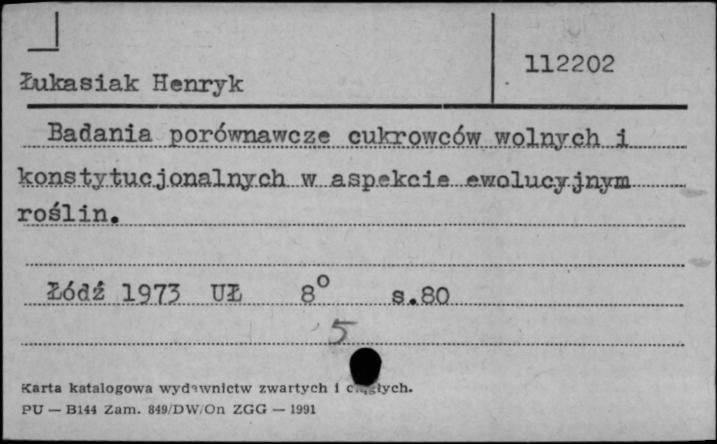 112202
Łukasiak Henryk
Badania porównawcze cukrowców wolnych i
konstytucjonalnych w aspekcie ewolucyjnym
roślin.
Łódź 1973 UŁ 8° s.80
5
Karta katalogowa wydawnictw zwartych i ciągłych.
PU — B144 Zam. 849/DW/On ZGG — 1991